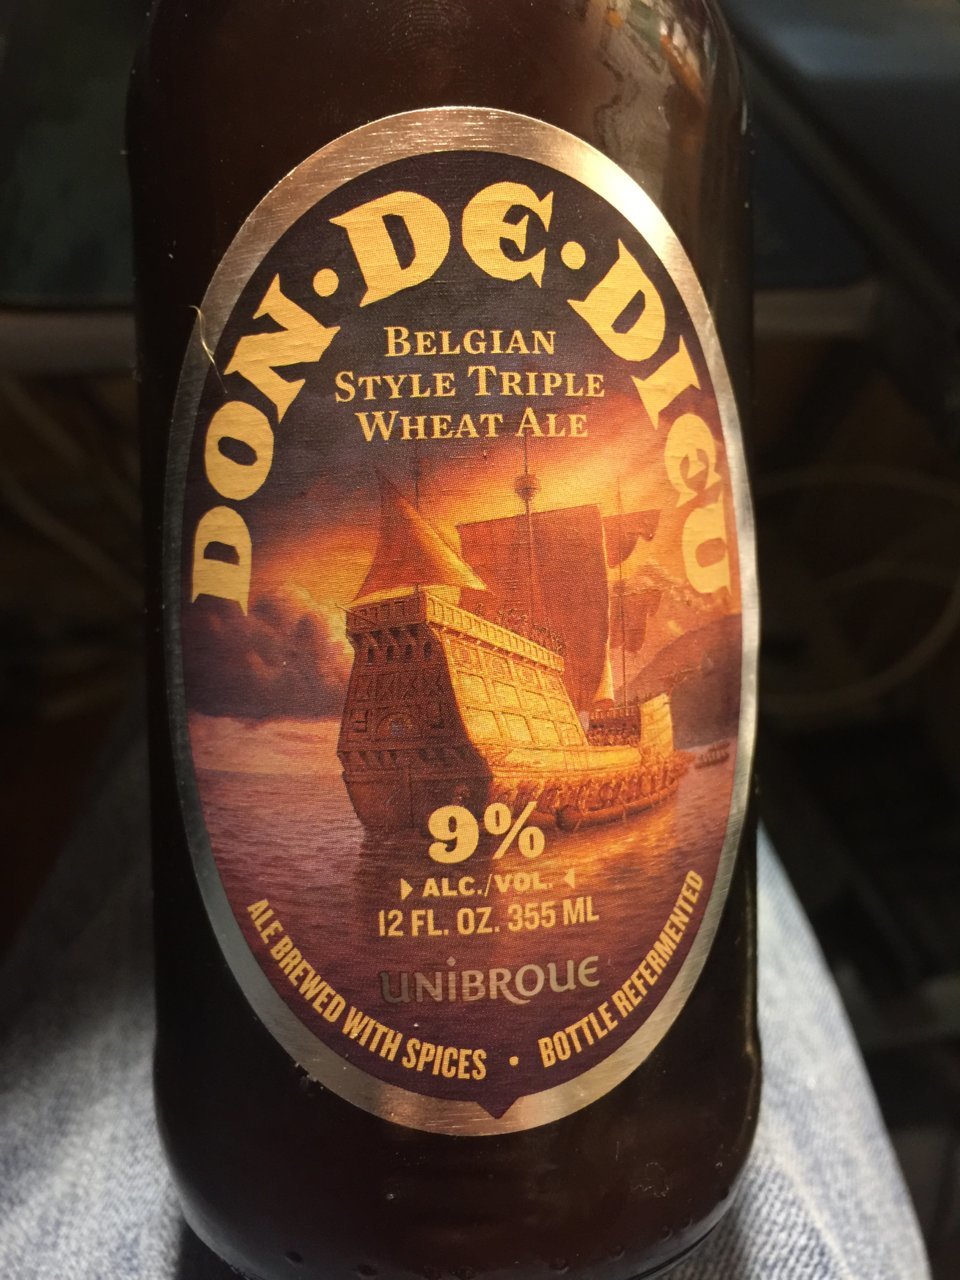 DON·DE·DIEU
BELGIAN
STYLE TRIPLE
WHEAT ALE
9%
ALC./VOL.
12 FL. OZ. 355 ML
UNIBROUE
ALE BREWED WITH SPICES · BOTTLE REFERMENTED